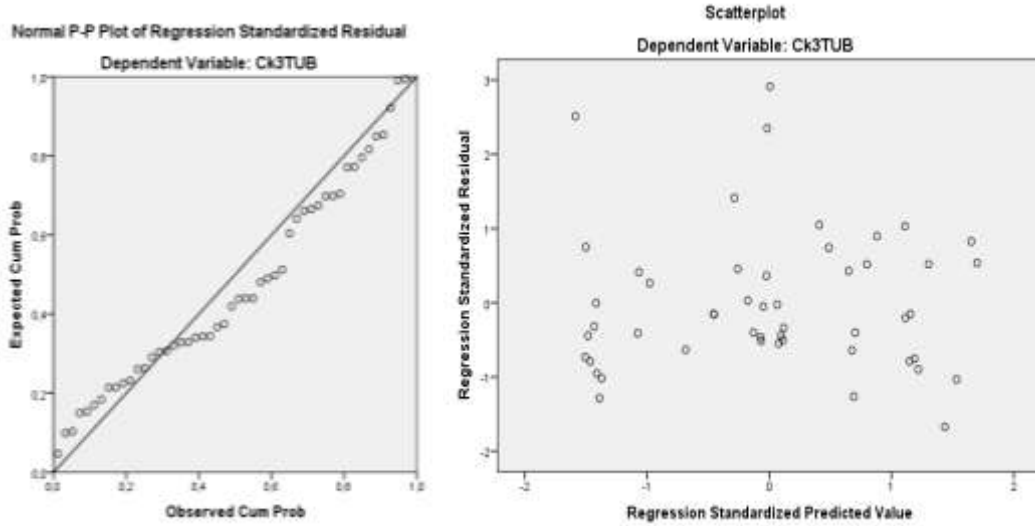 Normal P-P Plot of Regression Standardized Residual
Dependent Variable: Ck3TUB
Expected Cum Prob
1,0
0,8
0,6
0,4
0,2
0,0
0,0 0,2 0,4 0,6 0,8 1,0
Observed Cum Prob
Scatterplot
Dependent Variable: Ck3TUB
Regression Standardized Residual
3
2
1
0
-1
-2
-2 -1 0 1 2
Regression Standardized Predicted Value